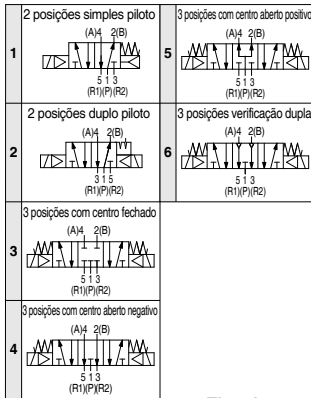 1
2 posições simples piloto
(A)4 2(B)
5 1 3
(R1)(P)(R2)
2
2 posições duplo piloto
(A)4 2(B)
3 1 5
(R1)(P)(R2)
3
3 posições com centro fechado
(A)4 2(B)
5 1 3
(R1)(P)(R2)
4
3 posições com centro aberto negativo
(A)4 2(B)
5 1 3
(R1)(P)(R2)
5
3 posições com centro aberto positivo
(A)4 2(B)
5 1 3
(R1)(P)(R2)
6
3 posições verificação dupla
(A)4 2(B)
5 1 3
(R1)(P)(R2)